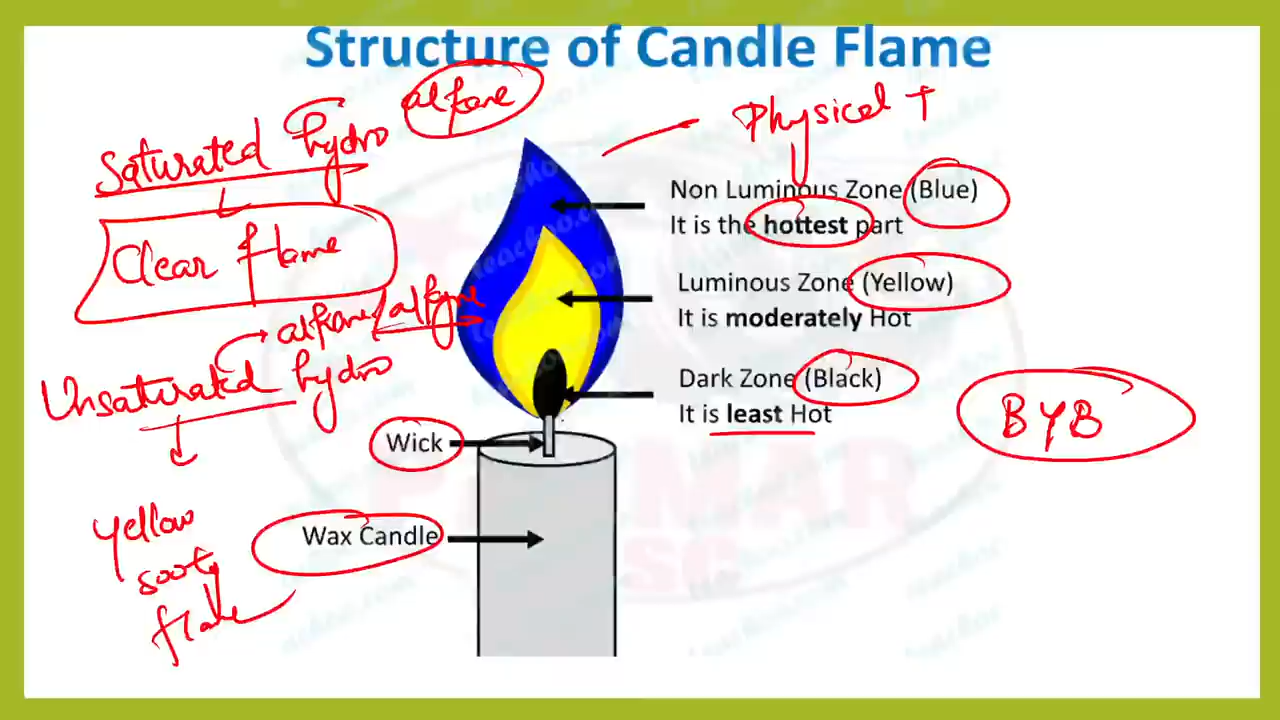 Structure of Candle Flame
alkane
Saturated hydro
Clear flame
Physical
Non Luminous Zone (Blue)
It is the hottest part
Luminous Zone (Yellow)
It is moderately Hot
Unsaturated hydro
Dark Zone (Black)
It is least Hot
B Y B
Wick
Wax Candle
Yellow
sooty
flame